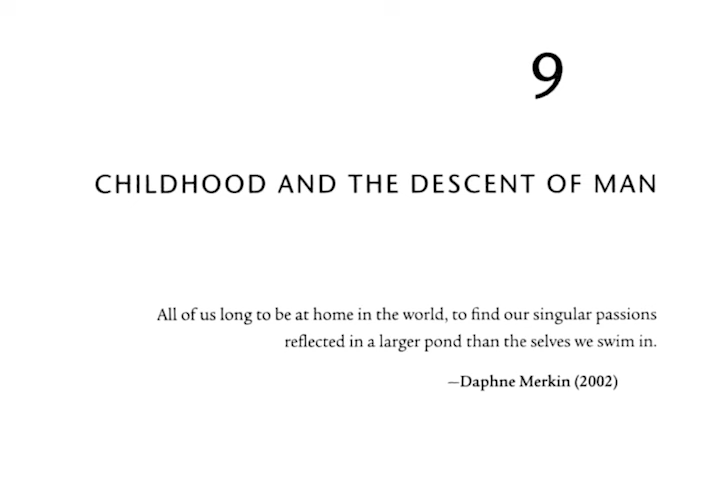 9
CHILDHOOD AND THE DESCENT OF MAN
All of us long to be at home in the world, to find our singular passions
reflected in a larger pond than the selves we swim in.
—Daphne Merkin (2002)